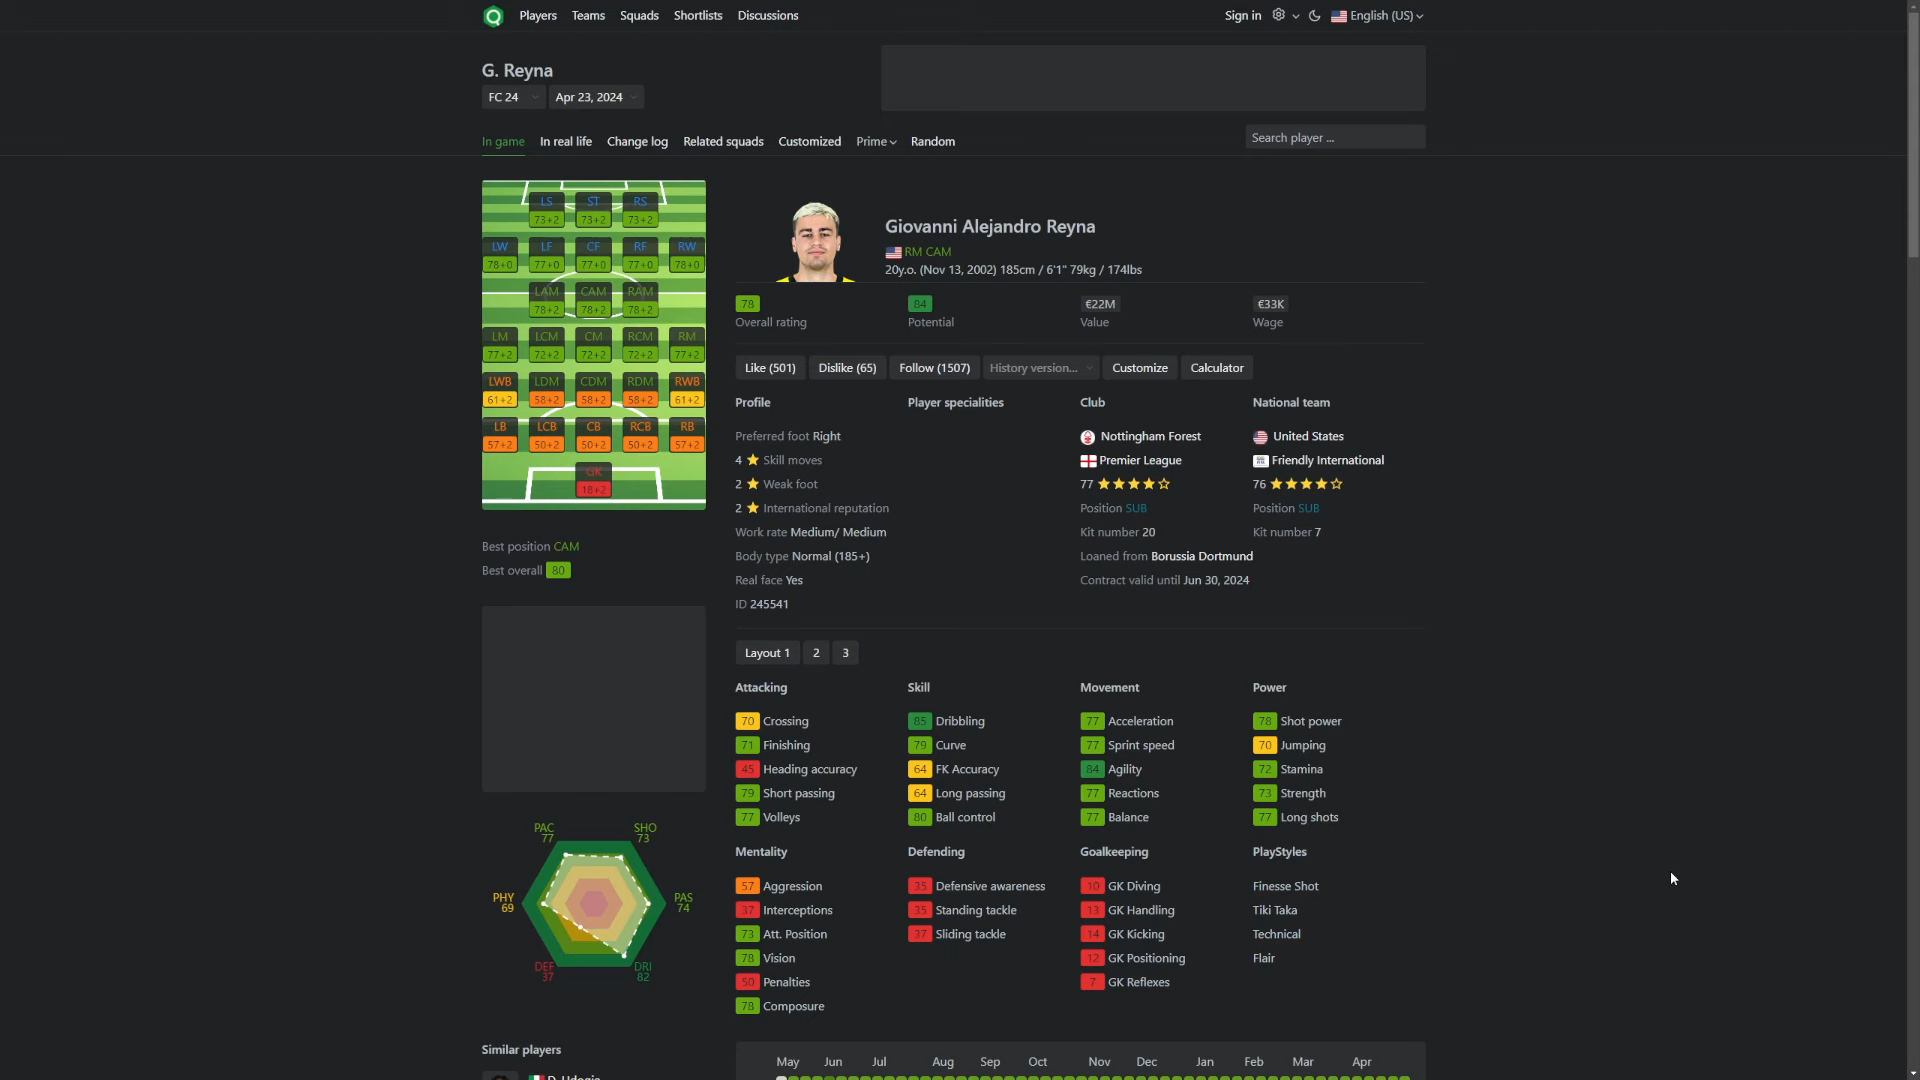 Players Teams Squads Shortlists Discussions
Sign in English (US)
G. Reyna
FC 24 Apr 23, 2024
In game In real life Change log Related squads Customized Prime Random
Search player ...
LS ST RS
73+2 73+2 73+2
LW LF CF RF RW
78+0 77+0 77+0 77+0 78+0
LAM CAM RAM
78+2 78+2 78+2
LM LCM CM RCM RM
77+2 72+2 72+2 72+2 77+2
LWB LDM CDM RDM RWB
61+2 58+2 58+2 58+2 61+2
LB LCB CB RCB RB
57+2 50+2 50+2 50+2 57+2
GK
18+2
Best position CAM
Best overall 80
Giovanni Alejandro Reyna
RM CAM
20y.o. (Nov 13, 2002) 185cm / 6'1" 79kg / 174lbs
78 84 €22M €33K
Overall rating Potential Value Wage
Like (501) Dislike (65) Follow (1507) History version... Customize Calculator
Profile Player specialities Club National team
Preferred foot Right
4 Skill moves
2 Weak foot
2 International reputation
Work rate Medium/ Medium
Body type Normal (185+)
Real face Yes
ID 245541
Nottingham Forest
Premier League
77
Position SUB
Kit number 20
Loaned from Borussia Dortmund
Contract valid until Jun 30, 2024
United States
Friendly International
76
Position SUB
Kit number 7
Layout 1 2 3
Attacking
70 Crossing
71 Finishing
45 Heading accuracy
79 Short passing
77 Volleys
Skill
85 Dribbling
79 Curve
64 FK Accuracy
64 Long passing
80 Ball control
Movement
77 Acceleration
77 Sprint speed
84 Agility
77 Reactions
77 Balance
Power
78 Shot power
70 Jumping
72 Stamina
73 Strength
77 Long shots
Mentality
57 Aggression
37 Interceptions
73 Att. Position
78 Vision
50 Penalties
78 Composure
Defending
35 Defensive awareness
35 Standing tackle
37 Sliding tackle
Goalkeeping
10 GK Diving
13 GK Handling
14 GK Kicking
12 GK Positioning
7 GK Reflexes
PlayStyles
Finesse Shot
Tiki Taka
Technical
Flair
PAC
77
SHO
73
PHY
69
PAS
74
DEF
37
DRI
82
Similar players
May Jun Jul Aug Sep Oct Nov Dec Jan Feb Mar Apr